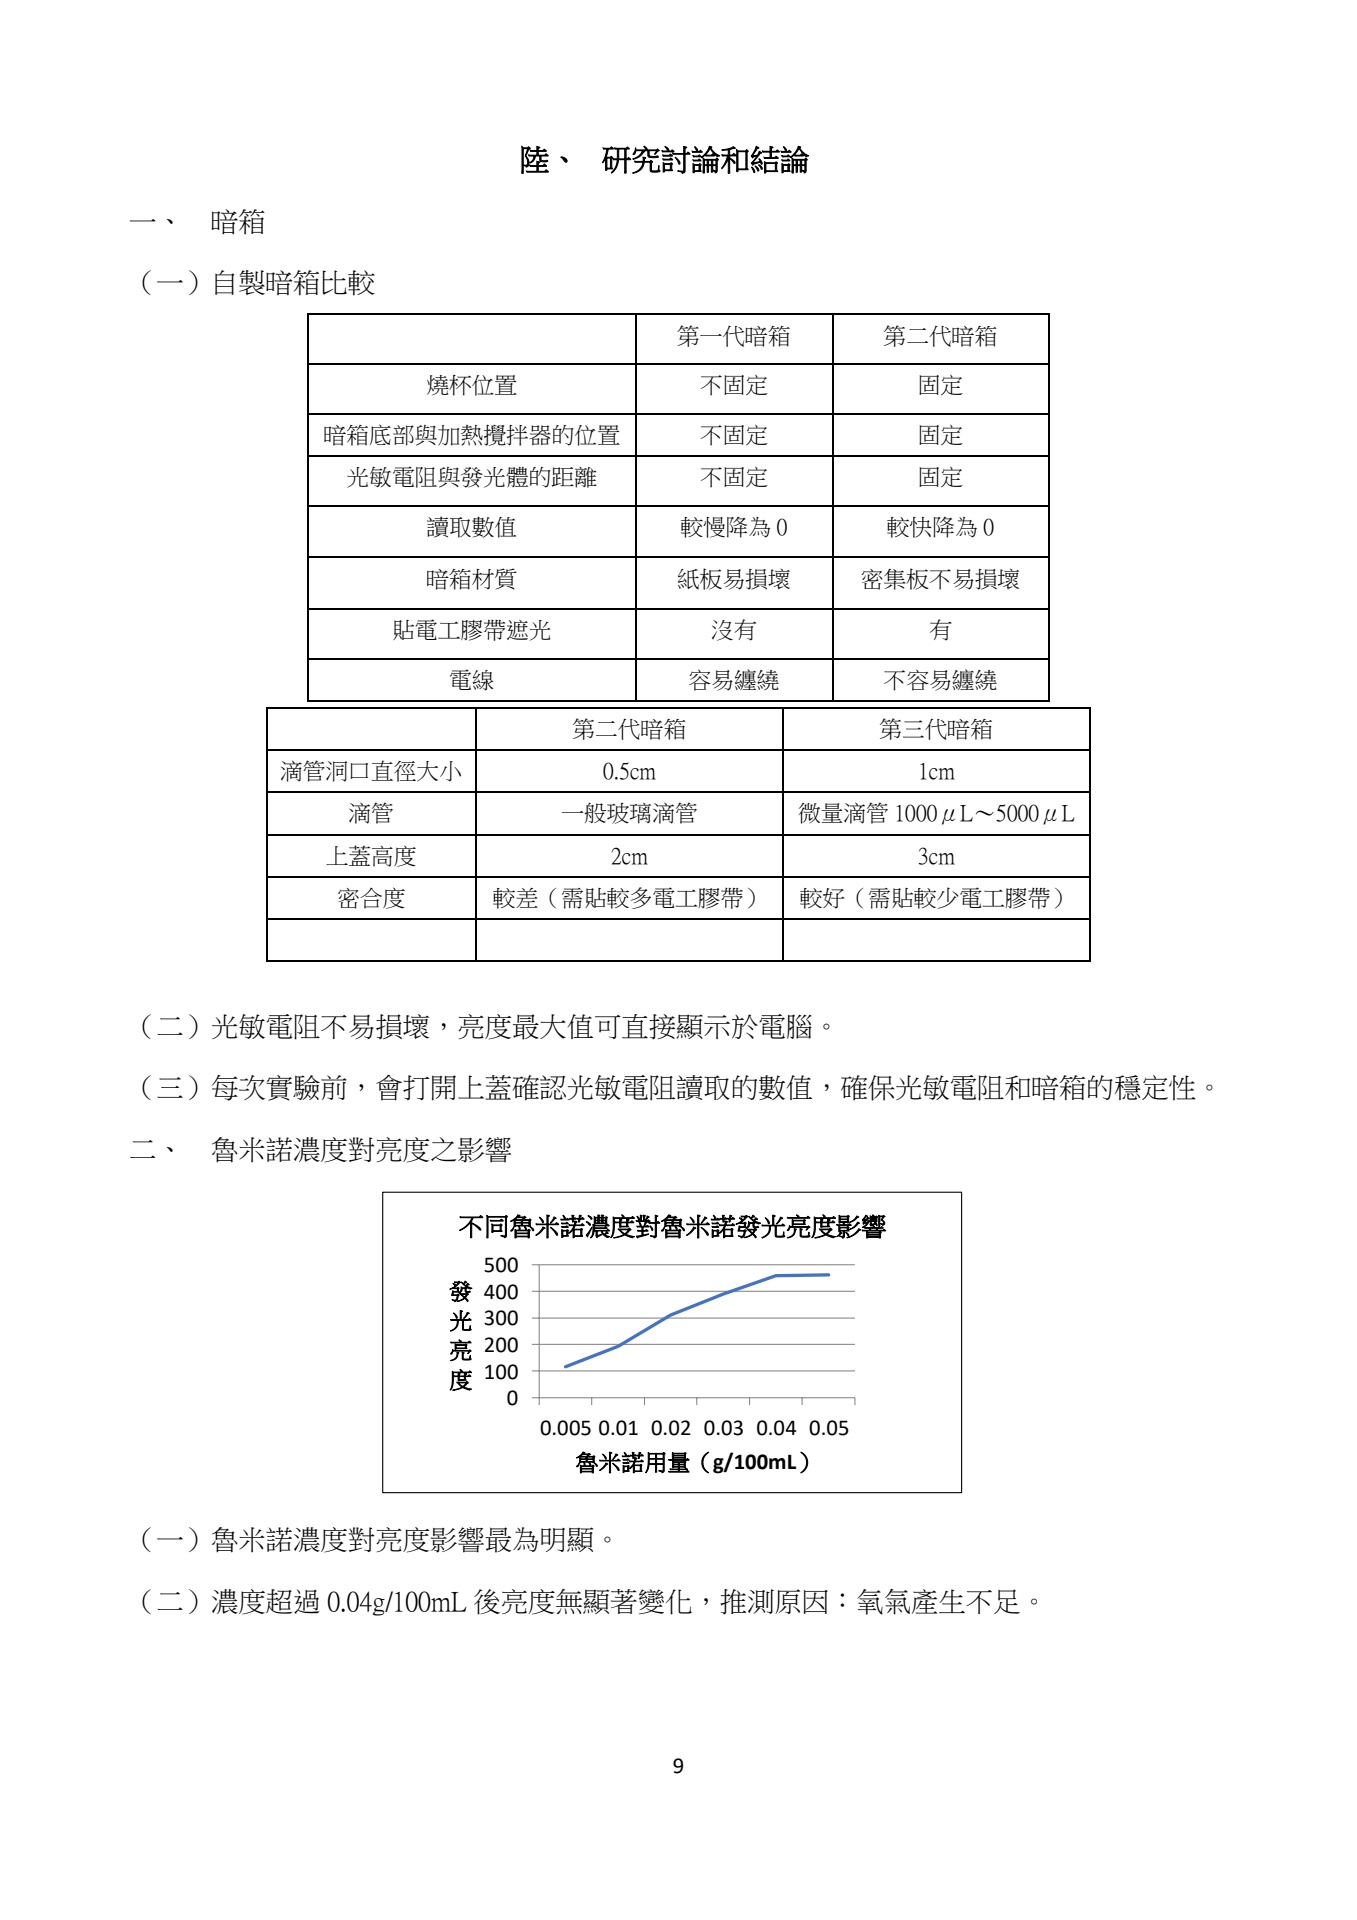 陸、 研究討論和結論
一、 暗箱
（一）自製暗箱比較
第一代暗箱 第二代暗箱
燒杯位置 不固定 固定
暗箱底部與加熱攪拌器的位置 不固定 固定
光敏電阻與發光體的距離 不固定 固定
讀取數值 較慢降為 0 較快降為 0
暗箱材質 紙板易損壞 密集板不易損壞
貼電工膠帶遮光 沒有 有
電線 容易纏繞 不容易纏繞
第二代暗箱 第三代暗箱
滴管洞口直徑大小 0.5cm 1cm
滴管 一般玻璃滴管 微量滴管 1000μL～5000μL
上蓋高度 2cm 3cm
密合度 較差（需貼較多電工膠帶） 較好（需貼較少電工膠帶）
（二）光敏電阻不易損壞，亮度最大值可直接顯示於電腦。
（三）每次實驗前，會打開上蓋確認光敏電阻讀取的數值，確保光敏電阻和暗箱的穩定性。
二、 魯米諾濃度對亮度之影響
不同魯米諾濃度對魯米諾發光亮度影響
發光亮度
500
400
300
200
100
0
0.005 0.01 0.02 0.03 0.04 0.05
魯米諾用量（g/100mL）
（一）魯米諾濃度對亮度影響最為明顯。
（二）濃度超過 0.04g/100mL 後亮度無顯著變化，推測原因：氧氣產生不足。
9